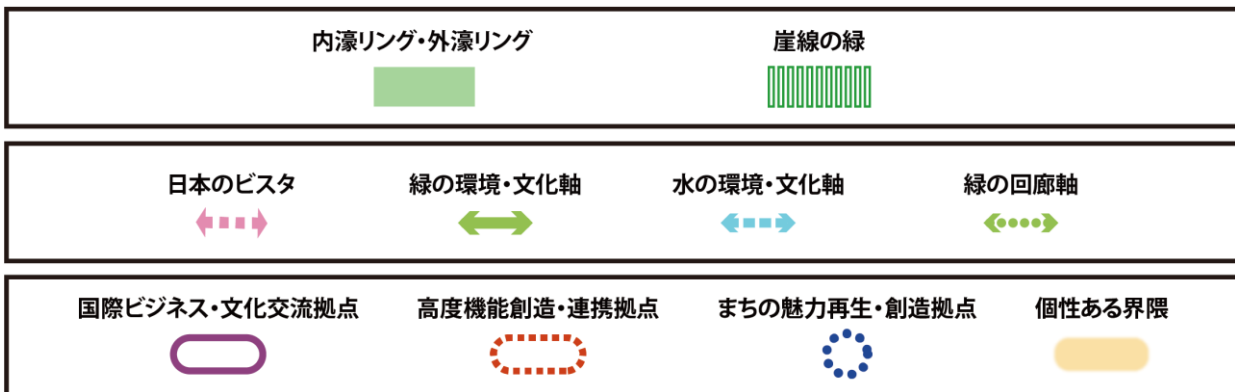 内濠リング・外濠リング
崖線の緑
日本のビスタ
緑の環境・文化軸
水の環境・文化軸
緑の回廊軸
国際ビジネス・文化交流拠点
高度機能創造・連携拠点
まちの魅力再生・創造拠点
個性ある界隈